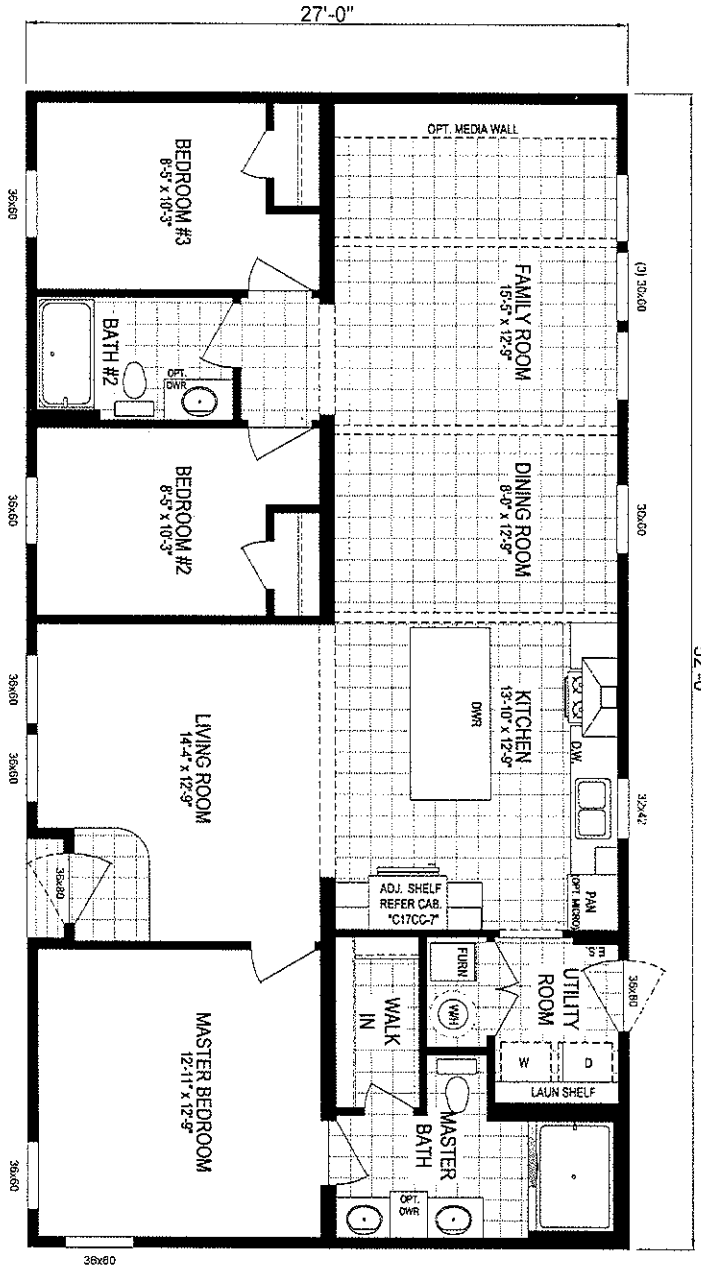 27'-0"
OPT. MEDIA WALL
BEDROOM #3
8'-5" x 10'-3"
36x60
FAMILY ROOM
15'-5" x 12'-9"
(3) 36x60
BATH #2
OPT.
DWR
DINING ROOM
8'-0" x 12'-9"
30x60
BEDROOM #2
8'-5" x 10'-3"
36x60
KITCHEN
13'-10" x 12'-9"
DWR
D.W.
32x42
LIVING ROOM
14'-4" x 12'-9"
36x60
36x60
36x80
ADJ. SHELF
REFER CAB.
"C17CC-7"
PAN
OPT. MICRO
FURN
W/H
UTILITY
ROOM
E.S.
36x80
W
D
LAUN SHELF
WALK
IN
MASTER BEDROOM
12'-11" x 12'-9"
MASTER
BATH
OPT.
DWR
36x60
36x60